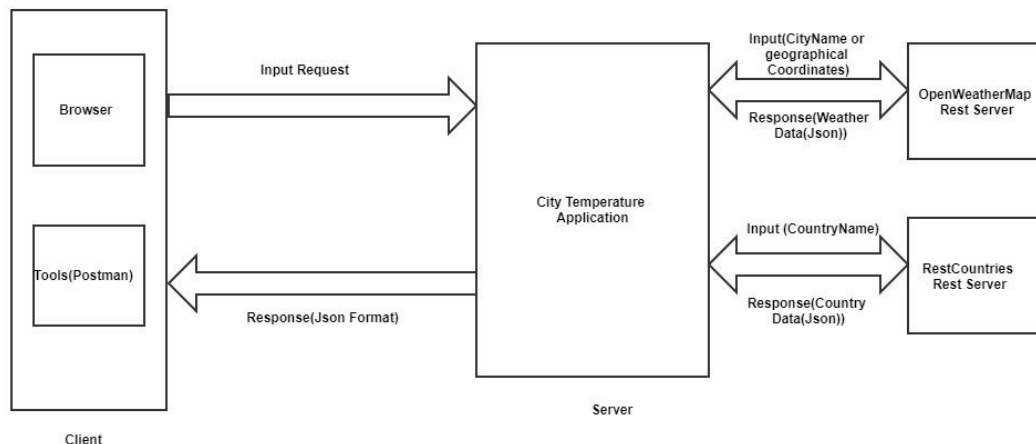 Browser
Tools(Postman)
Client
Input Request
Response(Json Format)
City Temperature
Application
Server
Input(CityName or
geographical
Coordinates)
Response(Weather
Data(Json))
OpenWeatherMap
Rest Server
Input (CountryName)
Response(Country
Data(Json))
RestCountries
Rest Server